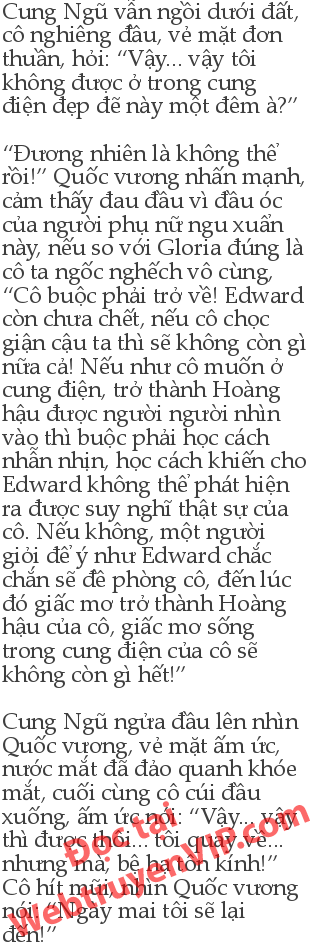 Cung Ngũ vẫn ngồi dưới đất,
cô nghiêng đầu, vẻ mặt đơn
thuần, hỏi: “Vậy... vậy tôi
không được ở trong cung
điện đẹp đẽ này một đêm à?”
“Đương nhiên là không thể
rồi!” Quốc vương nhấn mạnh,
cảm thấy đau đầu vì đầu óc
của người phụ nữ ngu xuẩn
này, nếu so với Gloria đúng là
cô ta ngốc nghếch vô cùng,
“Cô buộc phải trở về! Edward
còn chưa chết, nếu cô chọc
giận cậu ta thì sẽ không còn gì
nữa cả! Nếu như cô muốn ở
cung điện, trở thành Hoàng
hậu được người người nhìn
vào thì buộc phải học cách
nhẫn nhịn, học cách khiến cho
Edward không thể phát hiện
ra được suy nghĩ thật sự của
cô. Nếu không, một người
giỏi để ý như Edward chắc
chắn sẽ đề phòng cô, đến lúc
đó giấc mơ trở thành Hoàng
hậu của cô, giấc mơ sống
trong cung điện của cô sẽ
không còn gì hết!”
Cung Ngũ ngửa đầu lên nhìn
Quốc vương, vẻ mặt ấm ức,
nước mắt đã đảo quanh khóe
mắt, cuối cùng cô cúi đầu
xuống, ấm ức nói: “Vậy... vậy
thì được thôi... tôi quay về...
nhưng mà, bệ hạ tôn kính!”
Cô hít mũi, nhìn Quốc vương
nói: “Ngày mai tôi sẽ lại
đến!”
Đọc tại
WebtruyenVIP.com